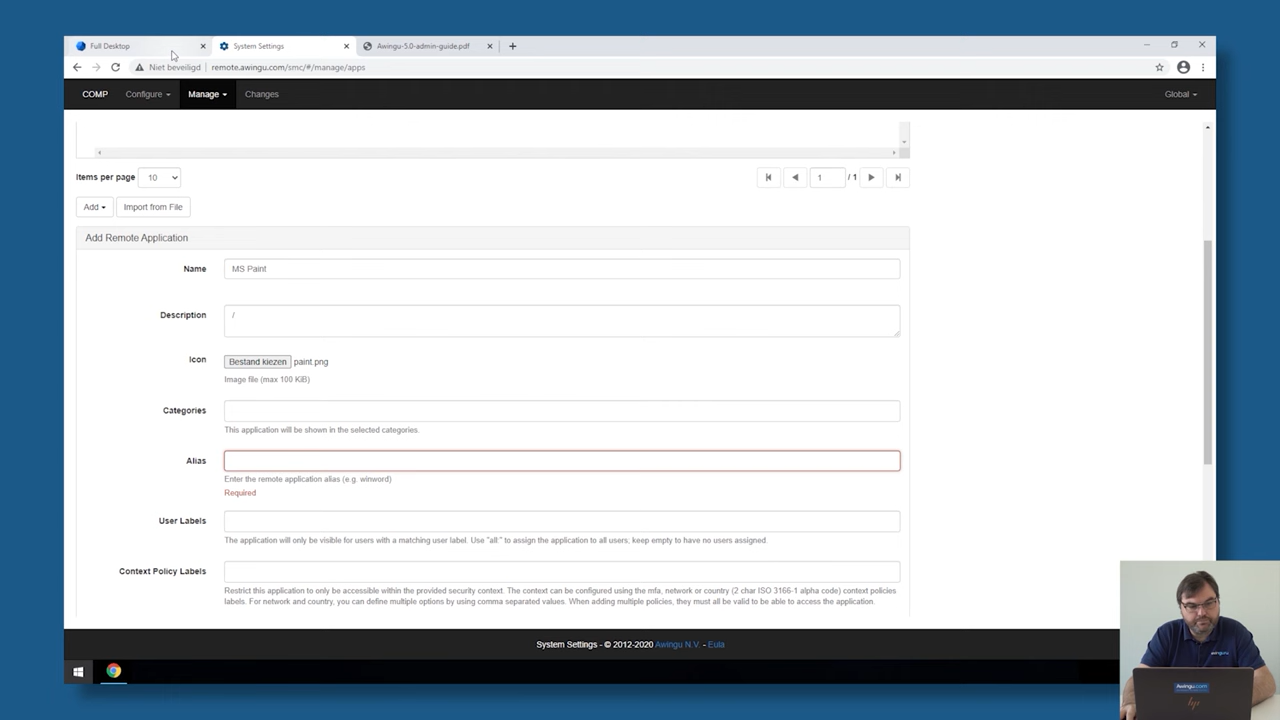 Full Desktop
System Settings
Awingu-5.0-admin-guide.pdf
Niet beveiligd
remote.awingu.com/smc/#/manage/apps
COMP
Configure
Manage
Changes
Global
Items per page
10
1
/ 1
Add
Import from File
Add Remote Application
Name
MS Paint
Description
/
Icon
Bestand kiezen
paint.png
Image file (max 100 KiB)
Categories
This application will be shown in the selected categories.
Alias
Enter the remote application alias (e.g. winword)
Required
User Labels
The application will only be visible for users with a matching user label. Use "all:" to assign the application to all users; keep empty to have no users assigned.
Context Policy Labels
Restrict this application to only be accessible within the provided security context. The context can be configured using the mfa, network or country (2 char ISO 3166-1 alpha code) context policies
labels. For network and country, you can define multiple options by using comma separated values. When adding multiple policies, they must all be valid to be able to access the application.
System Settings - © 2012-2020 Awingu N.V. - Eula
Awingu.com
hp